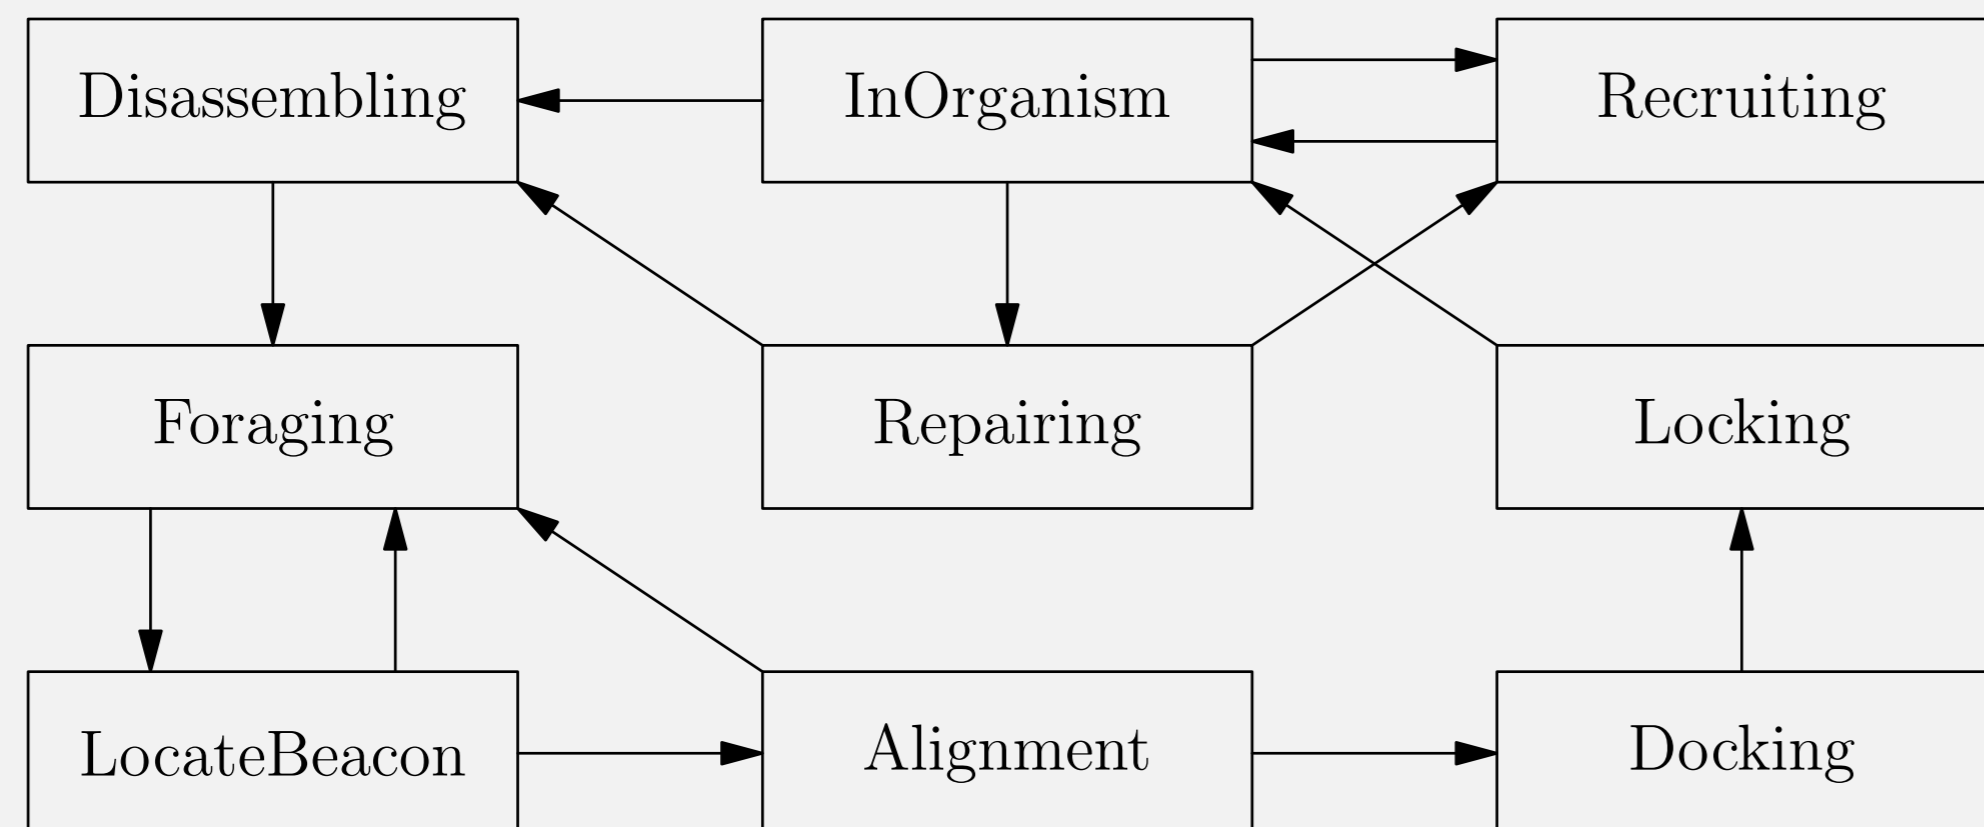 Disassembling
InOrganism
Recruiting
Foraging
Repairing
Locking
LocateBeacon
Alignment
Docking